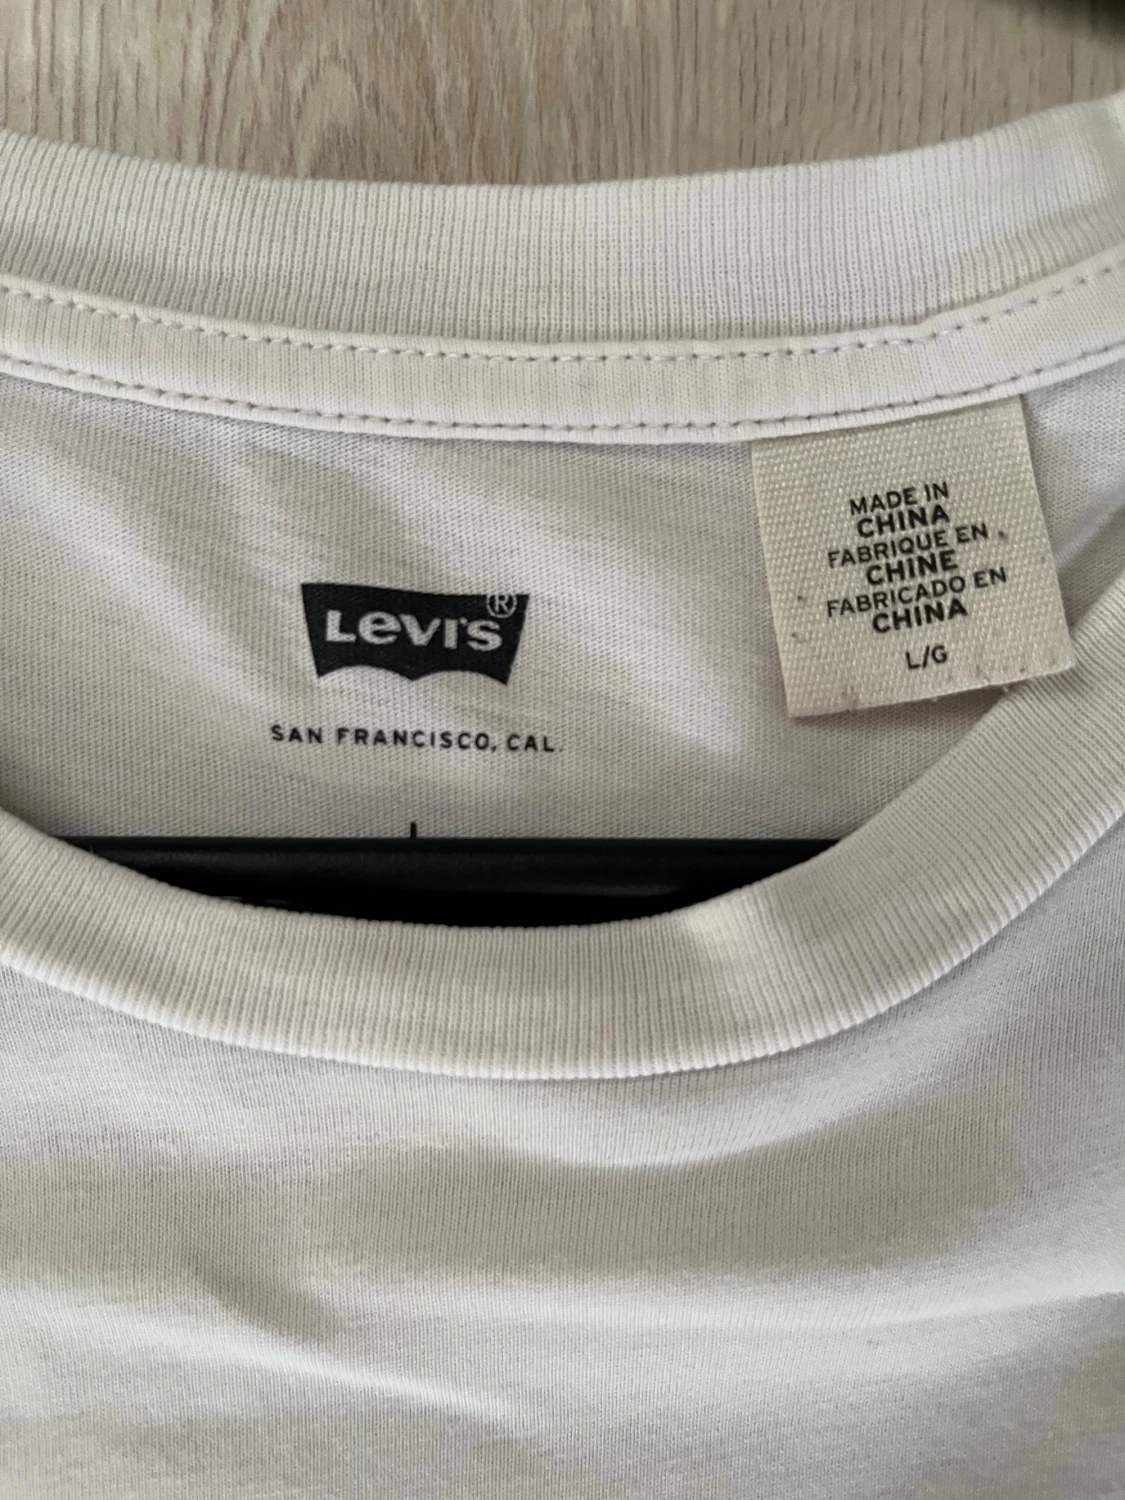 Levi's®
SAN FRANCISCO, CAL.
MADE IN
CHINA
FABRIQUE EN
CHINE
FABRICADO EN
CHINA
L/G